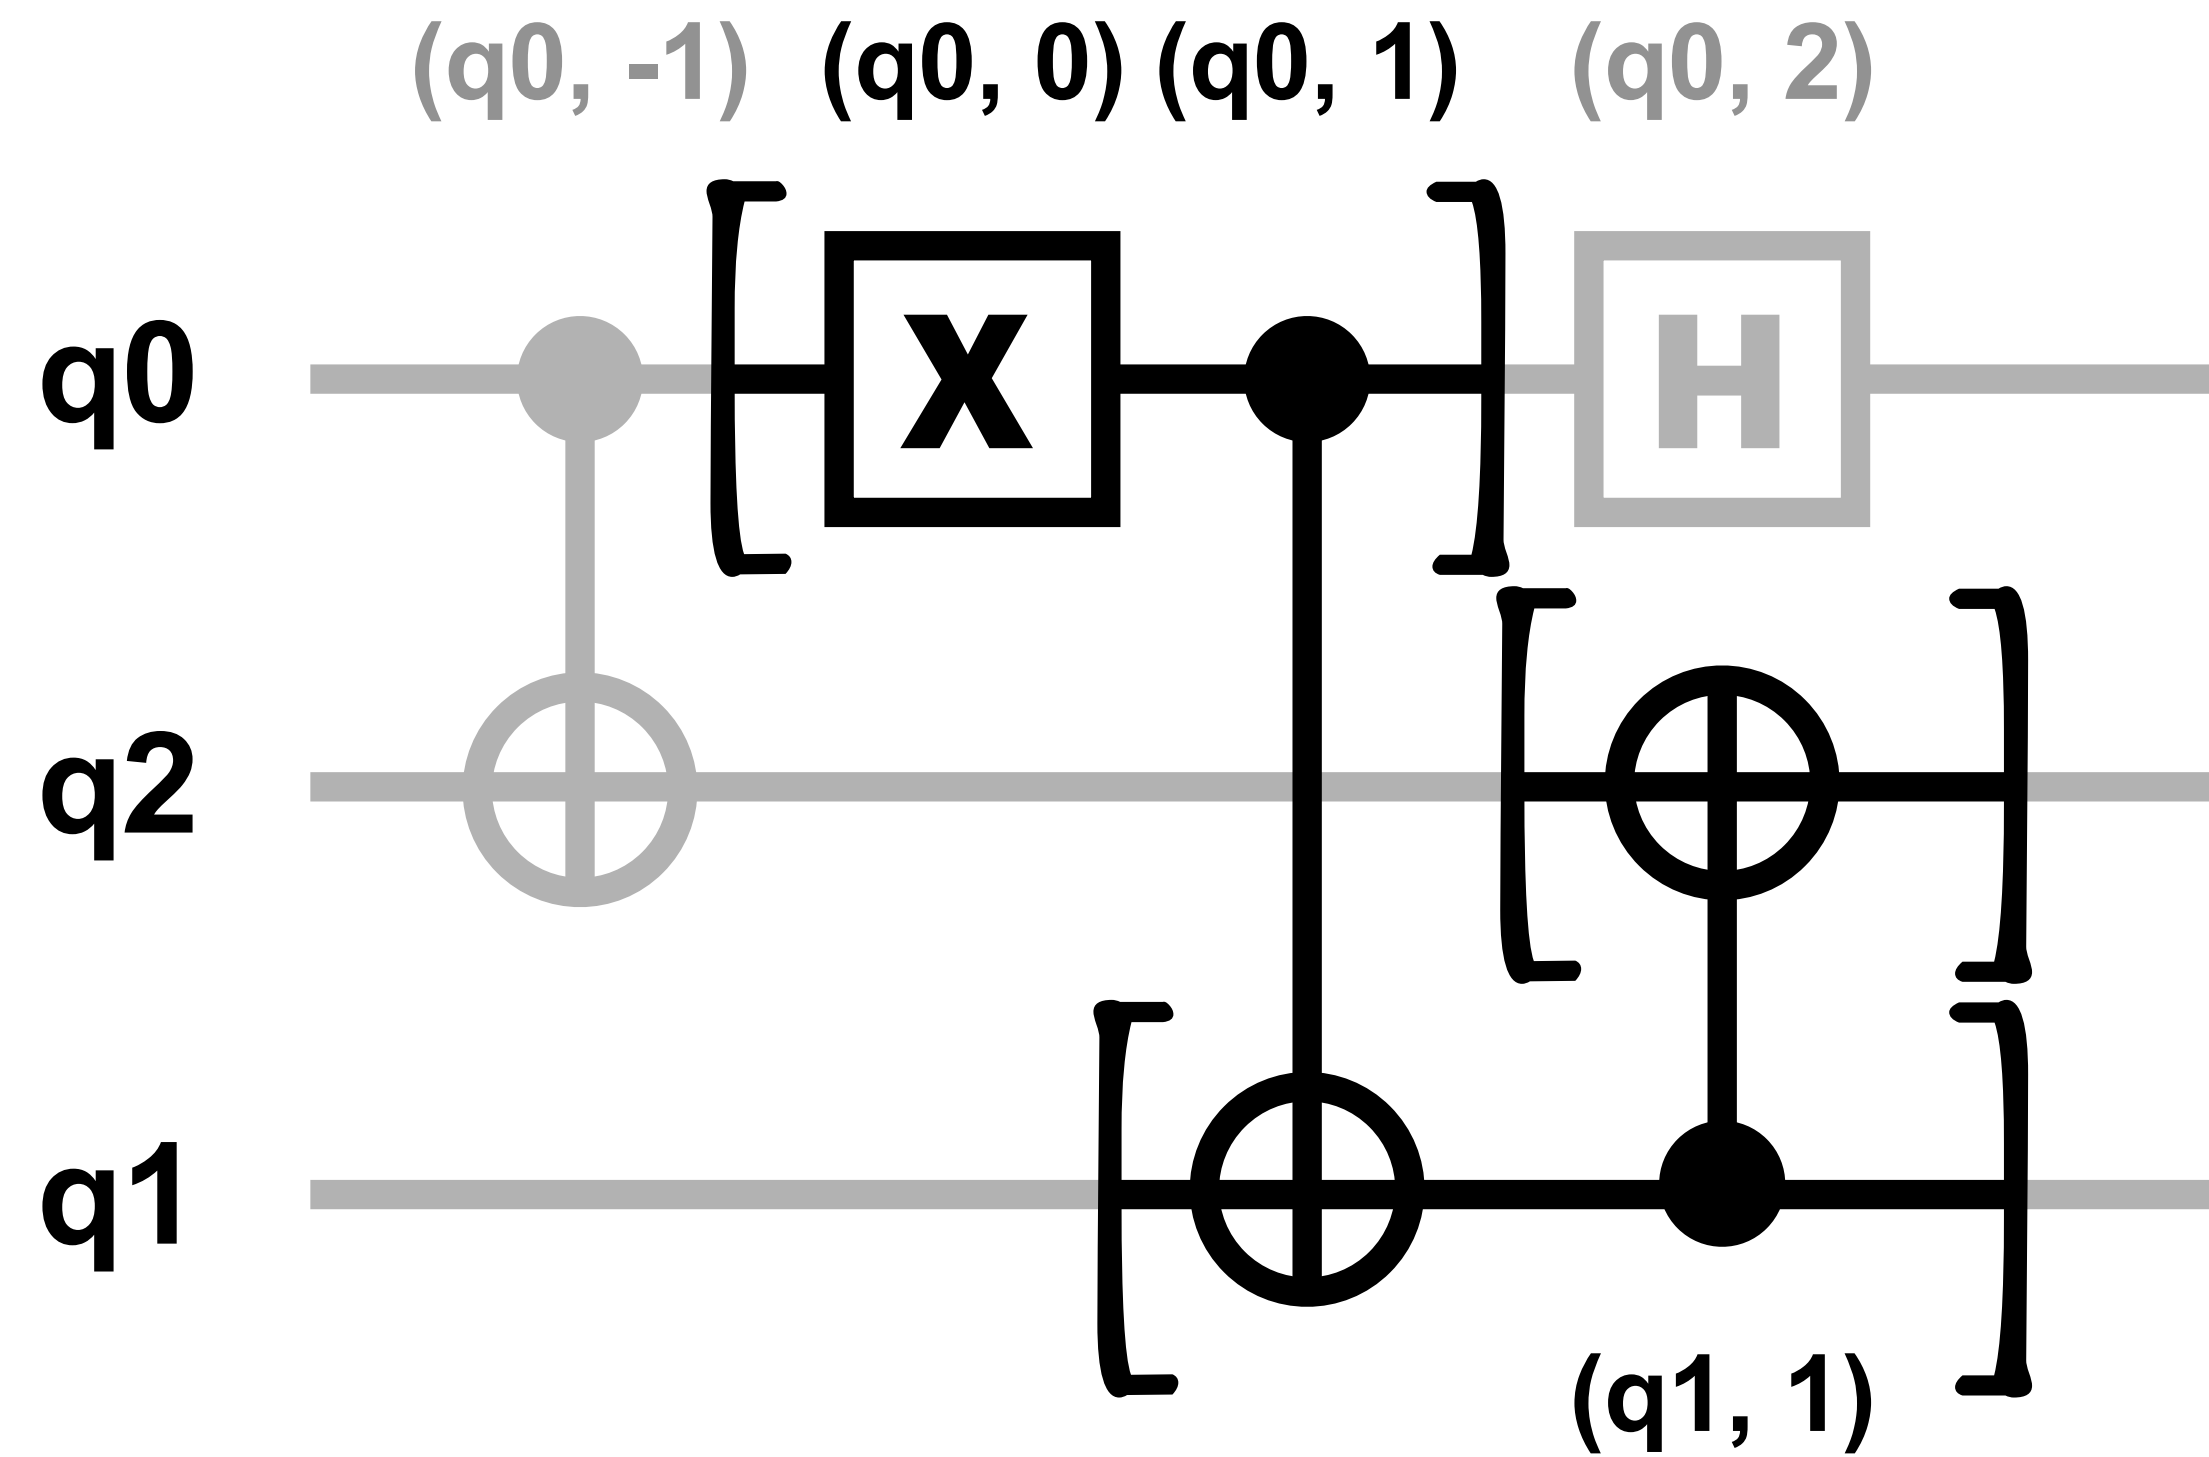 (q0, -1) (q0, 0) (q0, 1) (q0, 2)
q0 X H
q2
q1
(q1, 1)